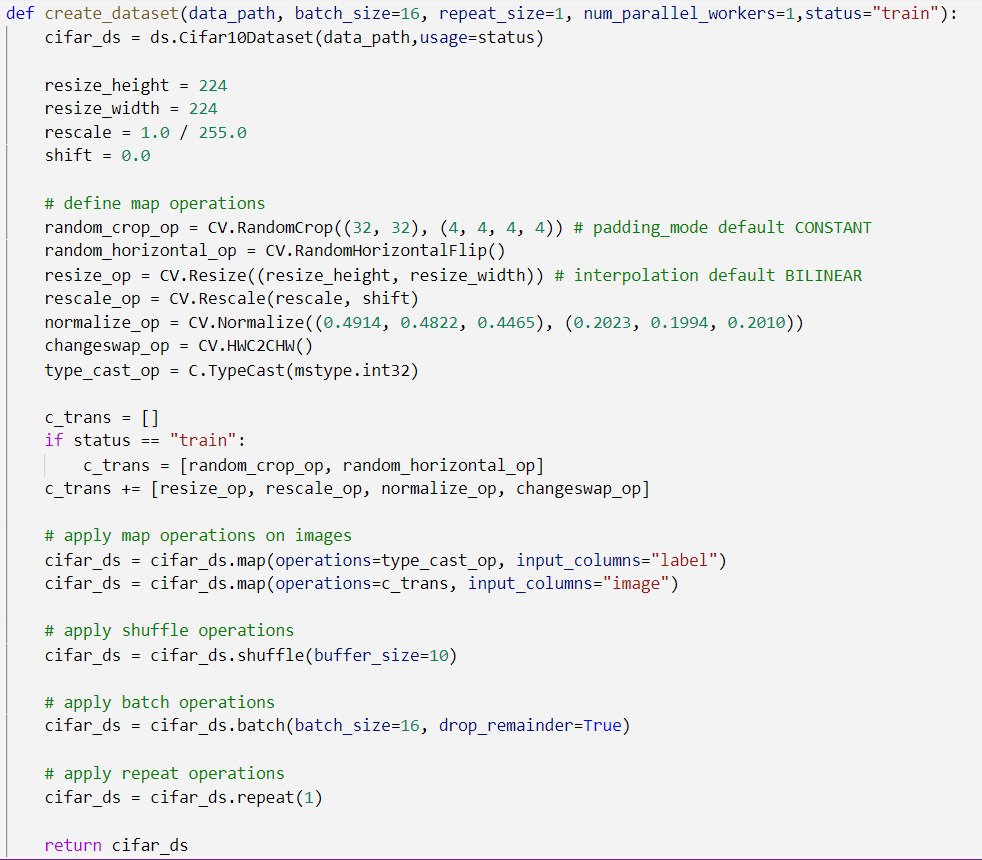 def create_dataset(data_path, batch_size=16, repeat_size=1, num_parallel_workers=1,status="train"):
    cifar_ds = ds.Cifar10Dataset(data_path,usage=status)

    resize_height = 224
    resize_width = 224
    rescale = 1.0 / 255.0
    shift = 0.0

    # define map operations
    random_crop_op = CV.RandomCrop((32, 32), (4, 4, 4, 4)) # padding_mode default CONSTANT
    random_horizontal_op = CV.RandomHorizontalFlip()
    resize_op = CV.Resize((resize_height, resize_width)) # interpolation default BILINEAR
    rescale_op = CV.Rescale(rescale, shift)
    normalize_op = CV.Normalize((0.4914, 0.4822, 0.4465), (0.2023, 0.1994, 0.2010))
    changeswap_op = CV.HWC2CHW()
    type_cast_op = C.TypeCast(mstype.int32)

    c_trans = []
    if status == "train":
        c_trans = [random_crop_op, random_horizontal_op]
    c_trans += [resize_op, rescale_op, normalize_op, changeswap_op]

    # apply map operations on images
    cifar_ds = cifar_ds.map(operations=type_cast_op, input_columns="label")
    cifar_ds = cifar_ds.map(operations=c_trans, input_columns="image")

    # apply shuffle operations
    cifar_ds = cifar_ds.shuffle(buffer_size=10)

    # apply batch operations
    cifar_ds = cifar_ds.batch(batch_size=16, drop_remainder=True)

    # apply repeat operations
    cifar_ds = cifar_ds.repeat(1)

    return cifar_ds